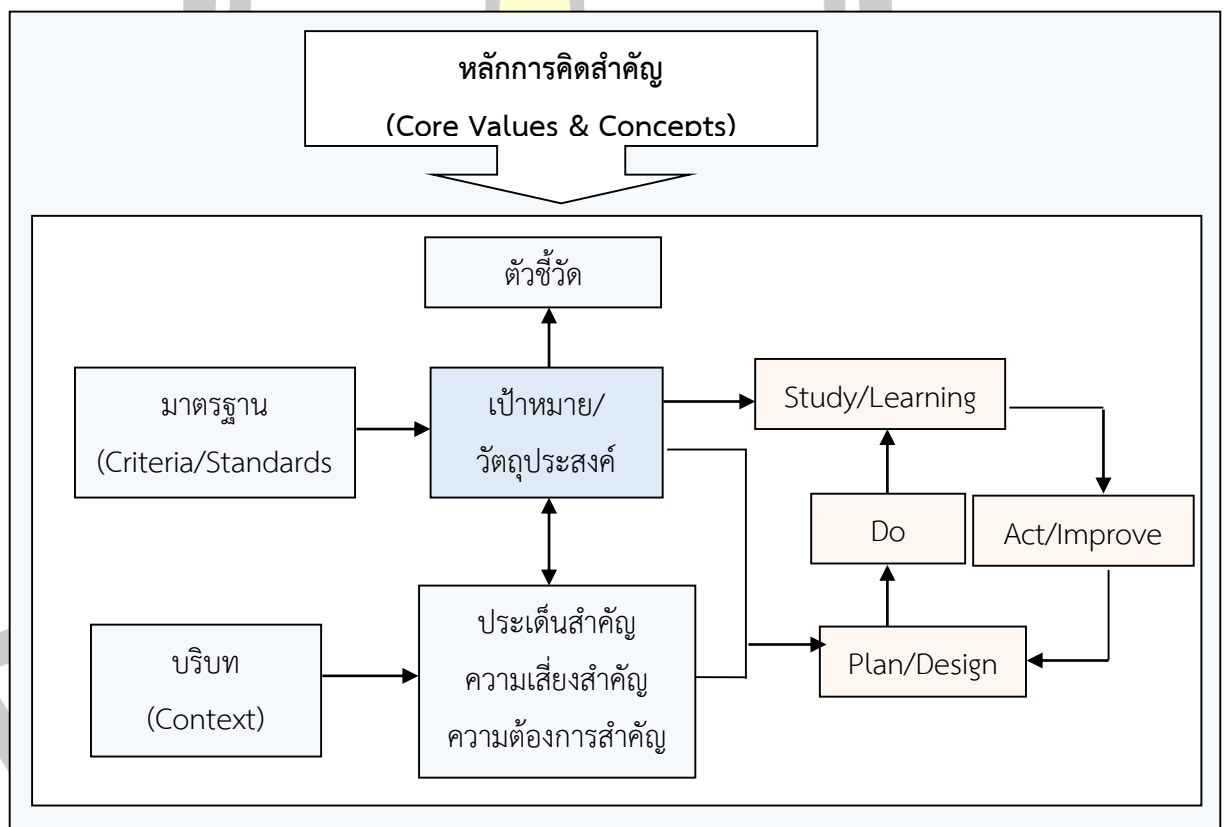 หลักการคิดสำคัญ
(Core Values & Concepts)
ตัวชี้วัด
มาตรฐาน
(Criteria/Standards
เป้าหมาย/
วัตถุประสงค์
Study/Learning
Do
Act/Improve
บริบท
(Context)
ประเด็นสำคัญ
ความเสี่ยงสำคัญ
ความต้องการสำคัญ
Plan/Design